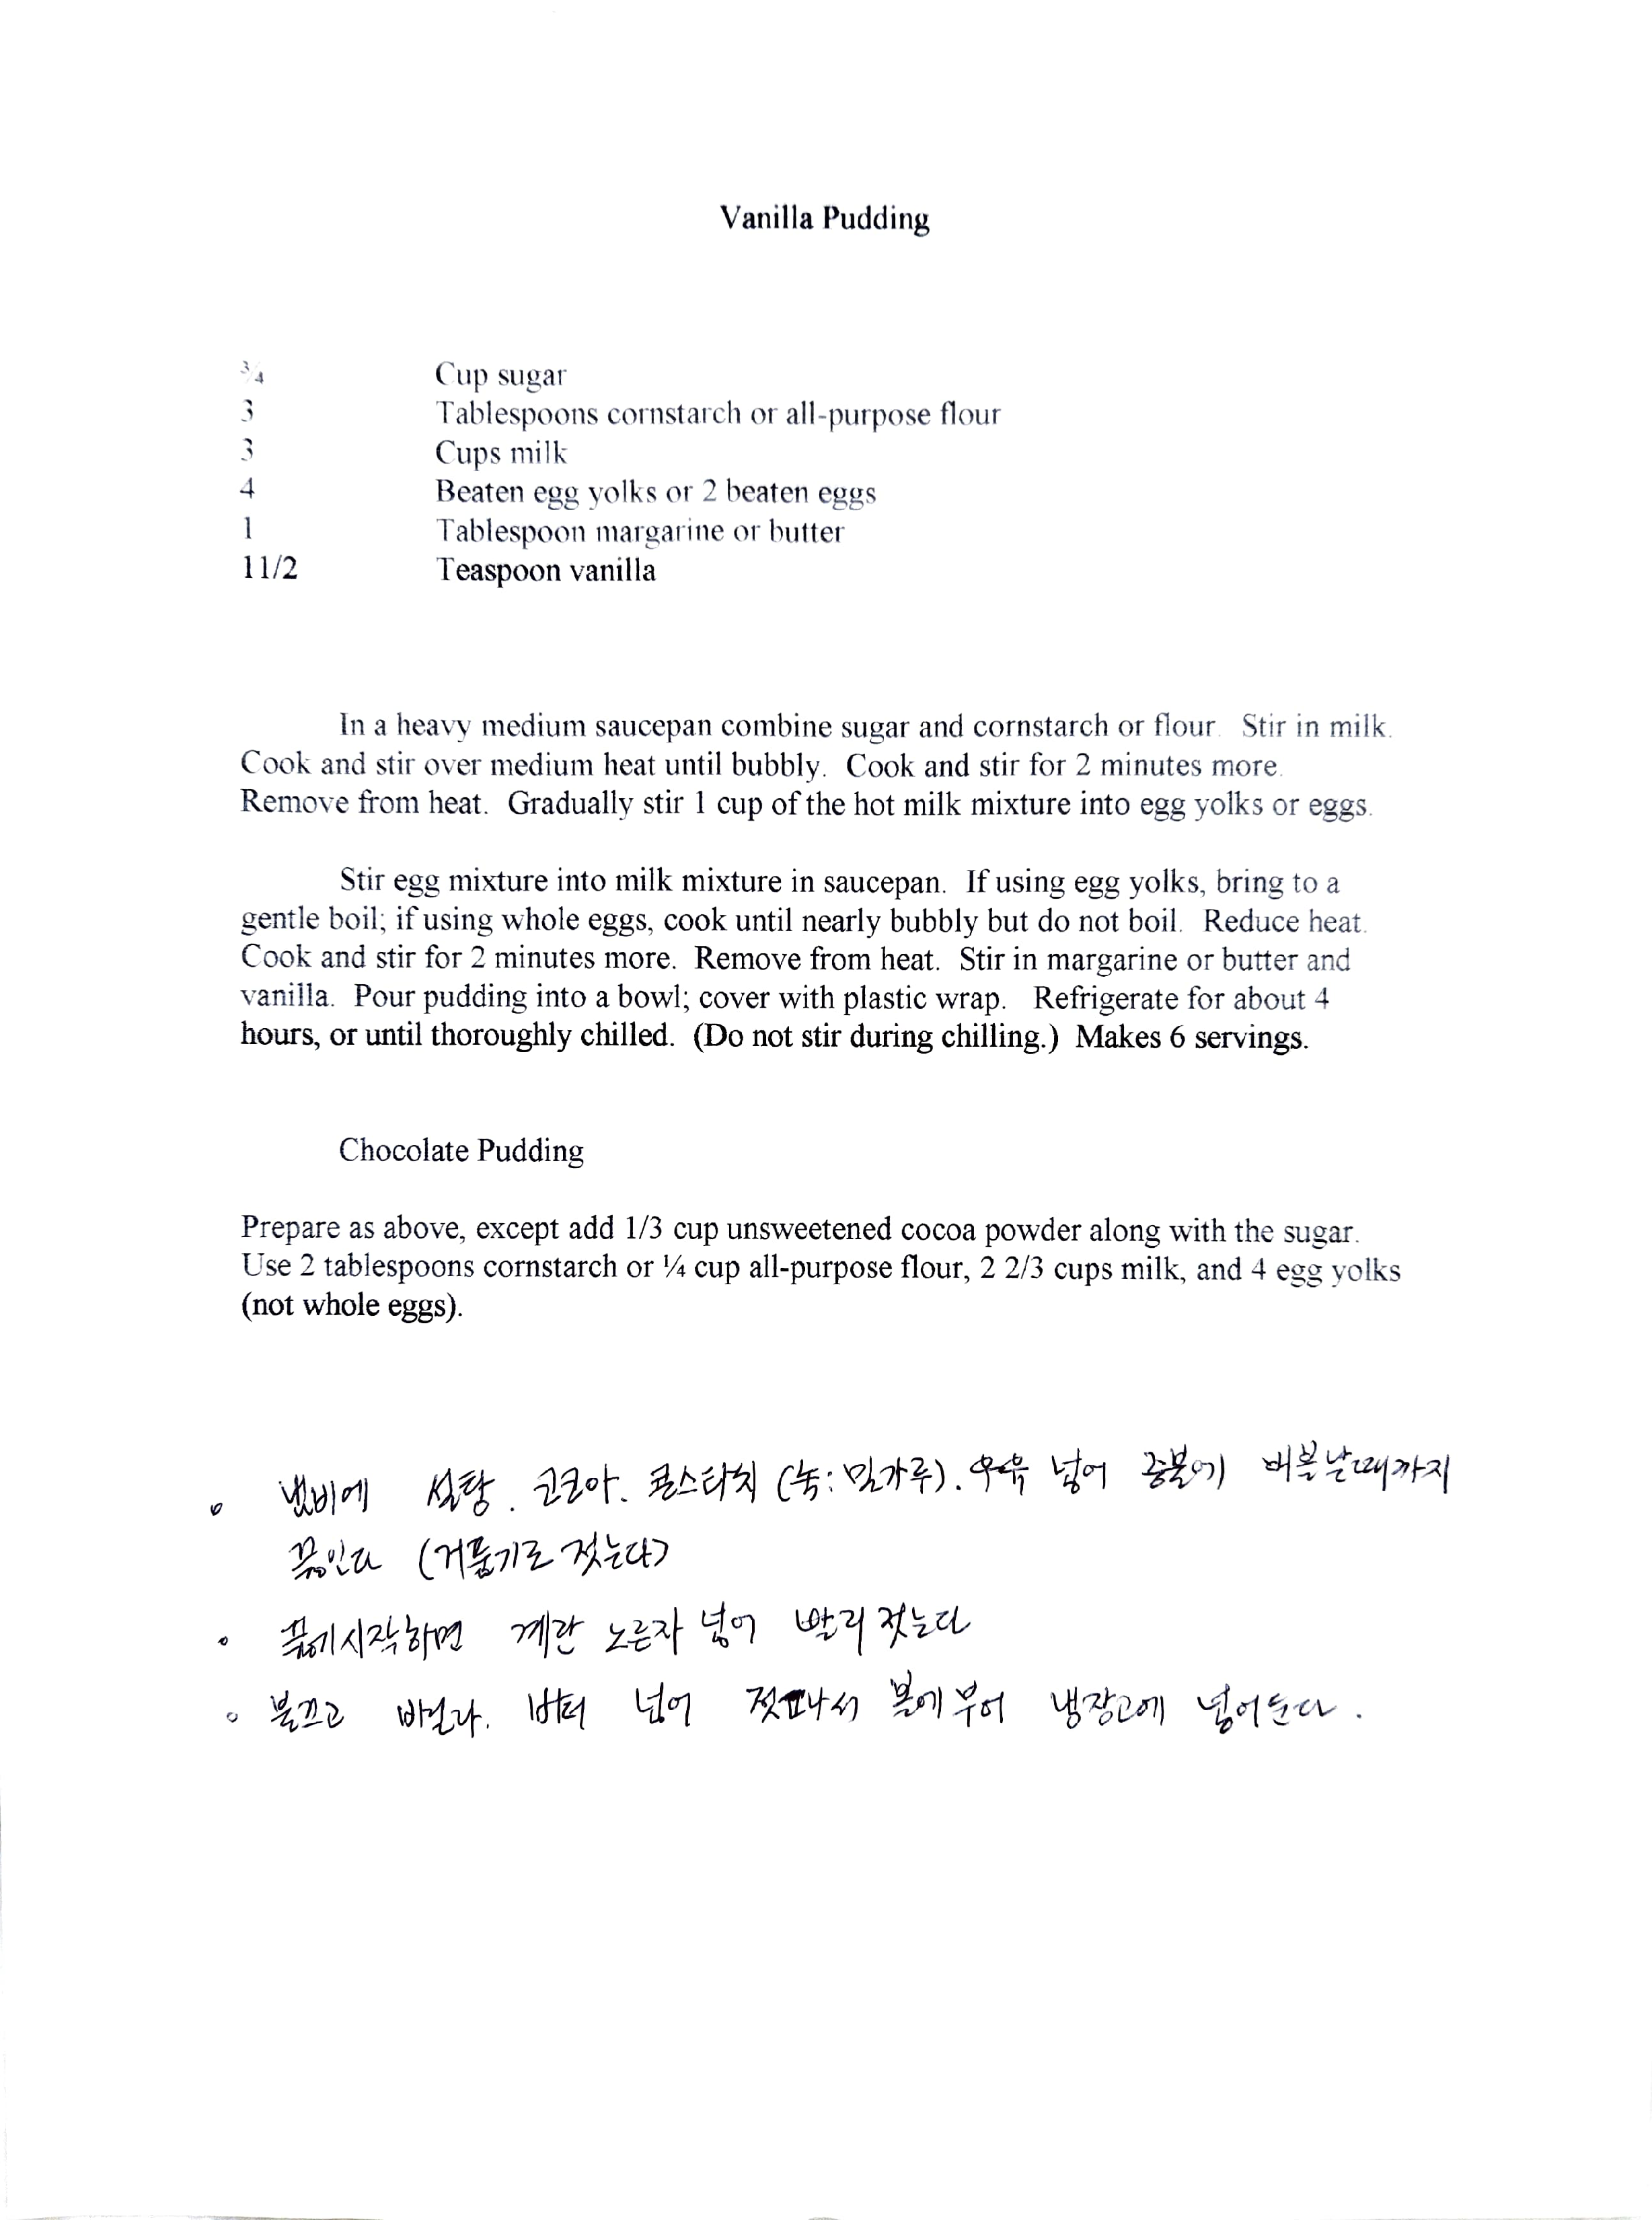 Vanilla Pudding
¾ Cup sugar
3 Tablespoons cornstarch or all-purpose flour
3 Cups milk
4 Beaten egg yolks or 2 beaten eggs
1 Tablespoon margarine or butter
11/2 Teaspoon vanilla
In a heavy medium saucepan combine sugar and cornstarch or flour. Stir in milk.
Cook and stir over medium heat until bubbly. Cook and stir for 2 minutes more.
Remove from heat. Gradually stir 1 cup of the hot milk mixture into egg yolks or eggs.
Stir egg mixture into milk mixture in saucepan. If using egg yolks, bring to a
gentle boil; if using whole eggs, cook until nearly bubbly but do not boil. Reduce heat.
Cook and stir for 2 minutes more. Remove from heat. Stir in margarine or butter and
vanilla. Pour pudding into a bowl; cover with plastic wrap. Refrigerate for about 4
hours, or until thoroughly chilled. (Do not stir during chilling.) Makes 6 servings.
Chocolate Pudding
Prepare as above, except add 1/3 cup unsweetened cocoa powder along with the sugar.
Use 2 tablespoons cornstarch or ¼ cup all-purpose flour, 2 2/3 cups milk, and 4 egg yolks
(not whole eggs).
◦ 냄비에 설탕. 코코아. 콘스타치 (혹: 밀가루). 우유 넣어 중불에 버블날때까지
끓인다 (거품기로 젓는다)
◦ 끓기시작하면 계란 노른자 넣어 빨리 젓는다
◦ 불끄고 바닐라. 버터 넣어 볼에부어 냉장고에 넣어둔다.